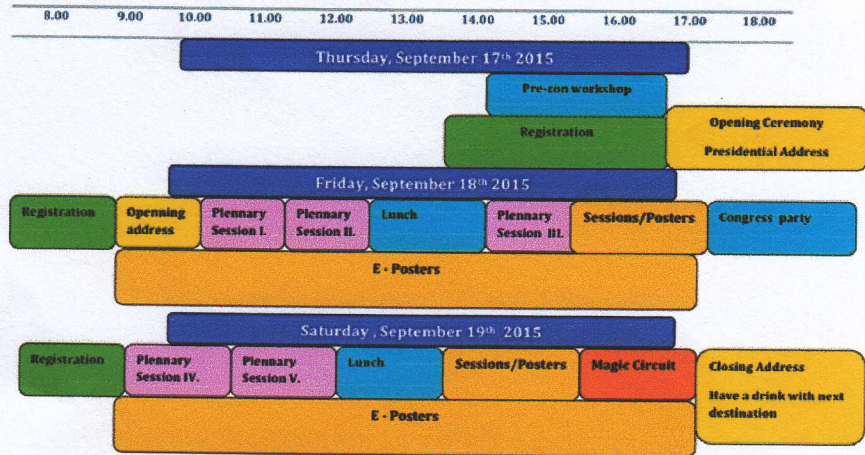 8.00 9.00 10.00 11.00 12.00 13.00 14.00 15.00 16.00 17.00 18.00
Thursday, September 17th 2015
Pre-con workshop
Registration
Opening Ceremony
Presidential Address
Friday, September 18th 2015
Registration
Openning
address
Plennary
Session I.
Plennary
Session II.
Lunch
Plennary
Session III.
Sessions/Posters
Congress party
E - Posters
Saturday , September 19th 2015
Registration
Plennary
Session IV.
Plennary
Session V.
Lunch
Sessions/Posters
Magic Circuit
Closing Address
Have a drink with next
destination
E - Posters